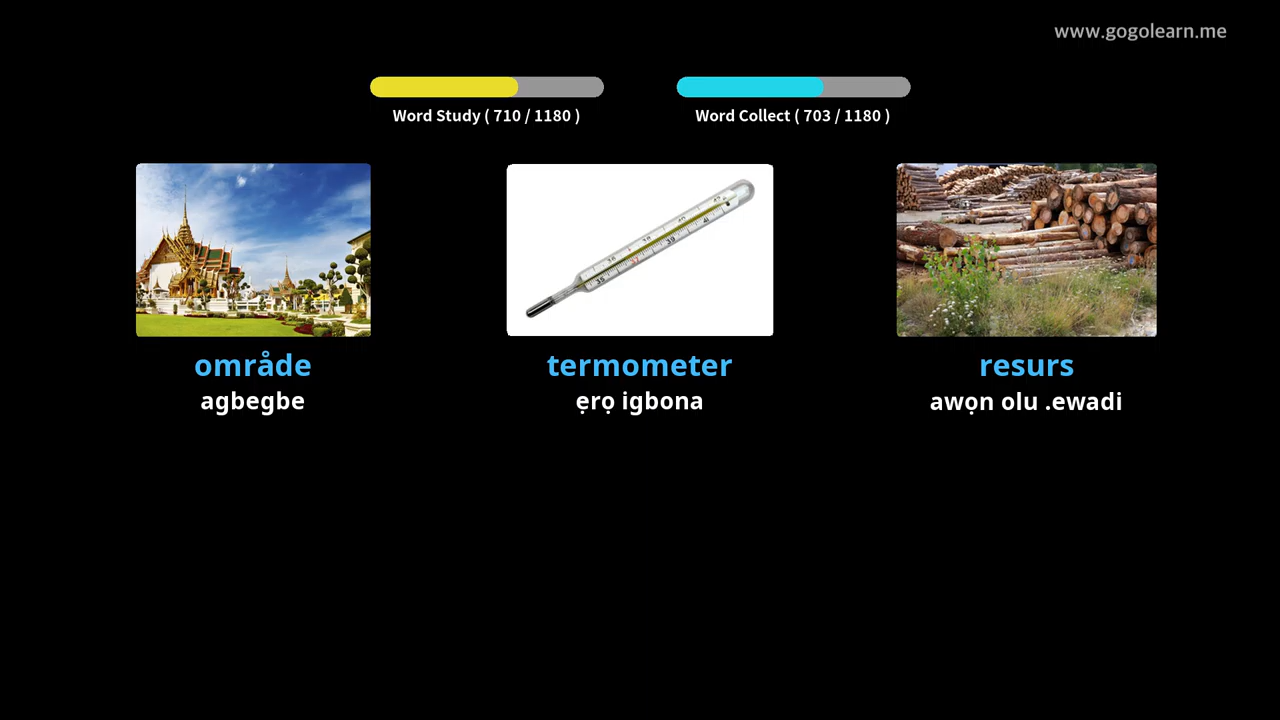 www.gogolearn.me
Word Study ( 710 / 1180 )
Word Collect ( 703 / 1180 )
område
termometer
resurs
agbegbe
ẹrọ igbona
awọn olu .ewadi